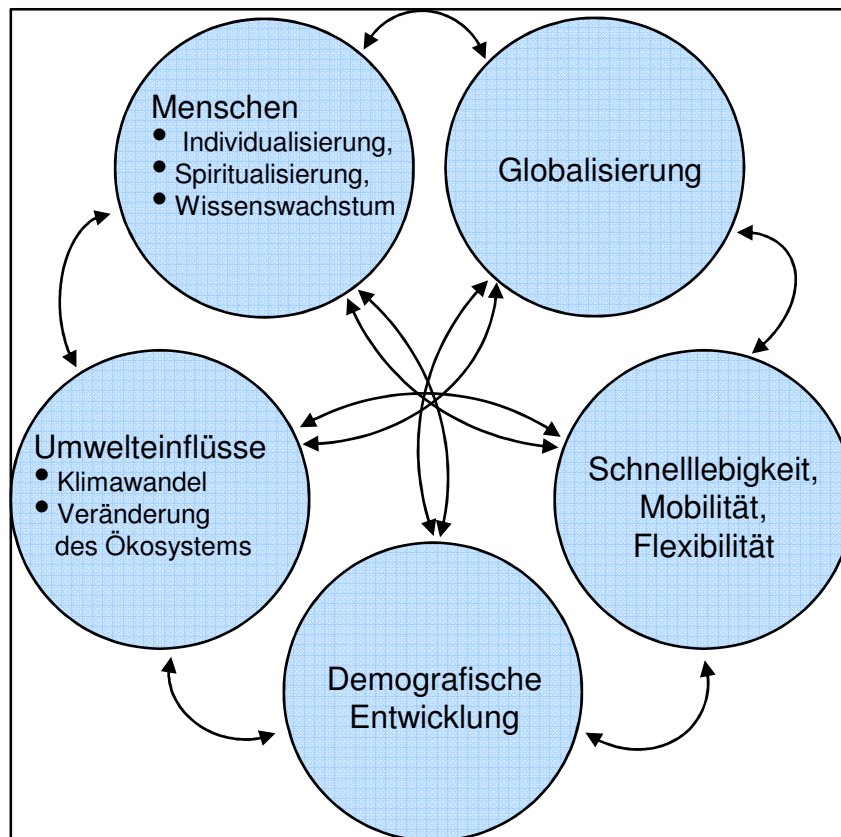 Menschen
• Individualisierung,
• Spiritualisierung,
• Wissenswachstum
Globalisierung
Umwelteinflüsse
• Klimawandel
• Veränderung
des Ökosystems
Schnelllebigkeit,
Mobilität,
Flexibilität
Demografische
Entwicklung